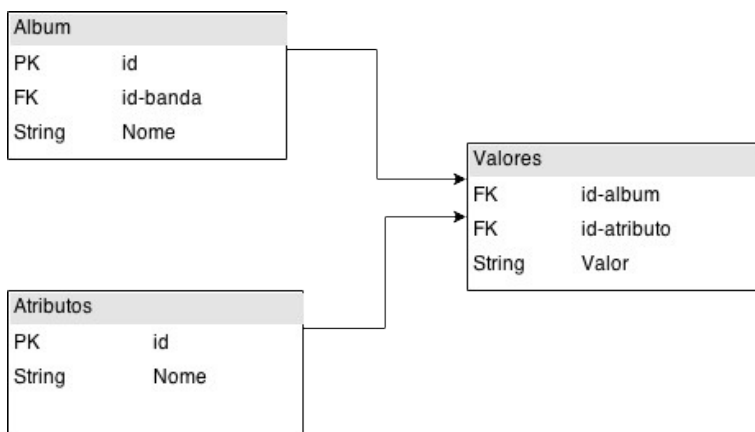 Album
PK id
FK id-banda
String Nome
Valores
FK id-album
FK id-atributo
String Valor
Atributos
PK id
String Nome